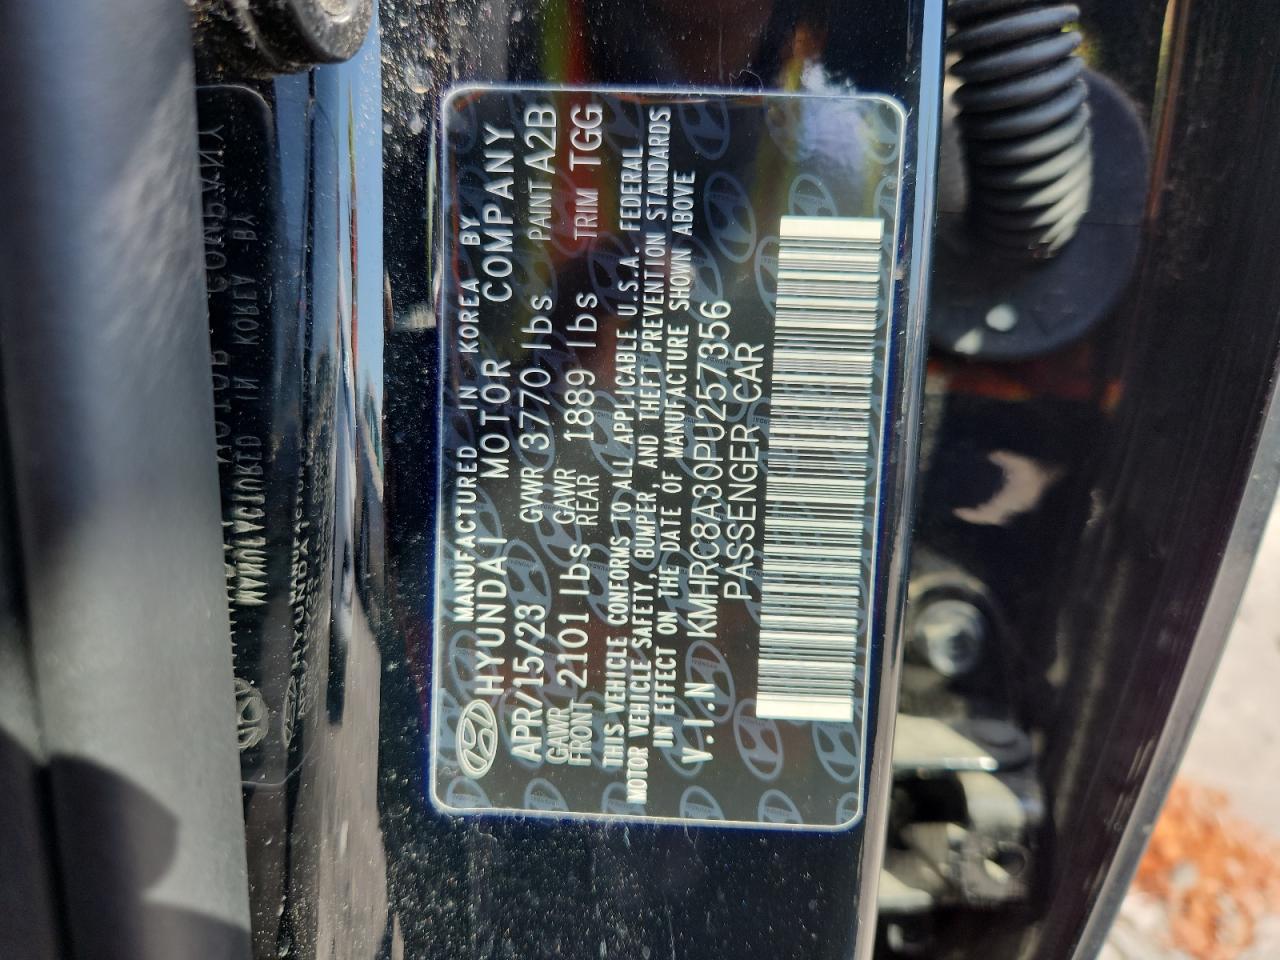 MANUFACTURED IN KOREA BY
HYUNDAI MOTOR COMPANY
APR/15/23 GVWR 3770 lbs PAINT A2B
GAWR FRONT 2101 lbs GAWR REAR 1889 lbs TRIM TGG
THIS VEHICLE CONFORMS TO ALL APPLICABLE U.S.A. FEDERAL
MOTOR VEHICLE SAFETY, BUMPER, AND THEFT PREVENTION STANDARDS
IN EFFECT ON THE DATE OF MANUFACTURE SHOWN ABOVE
V.I.N KMHRC8A30PU257356
PASSENGER CAR